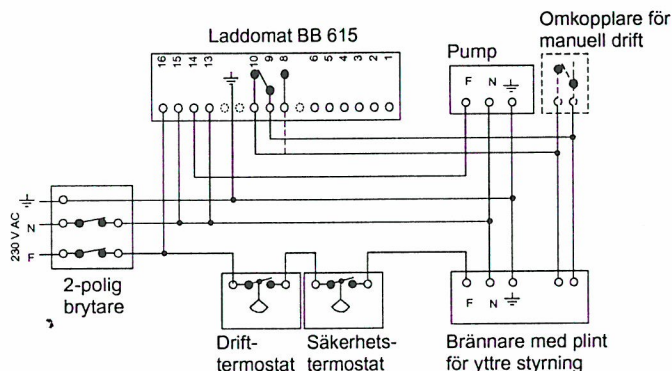 Laddomat BB 615
Omkopplare för
manuell drift
Pump
16 15 14 13 10 9 8 6 5 4 3 2 1
F N
230 V AC
N
F
2-polig
brytare
F N
Drift-
termostat
Säkerhets-
termostat
Brännare med plint
för yttre styrning